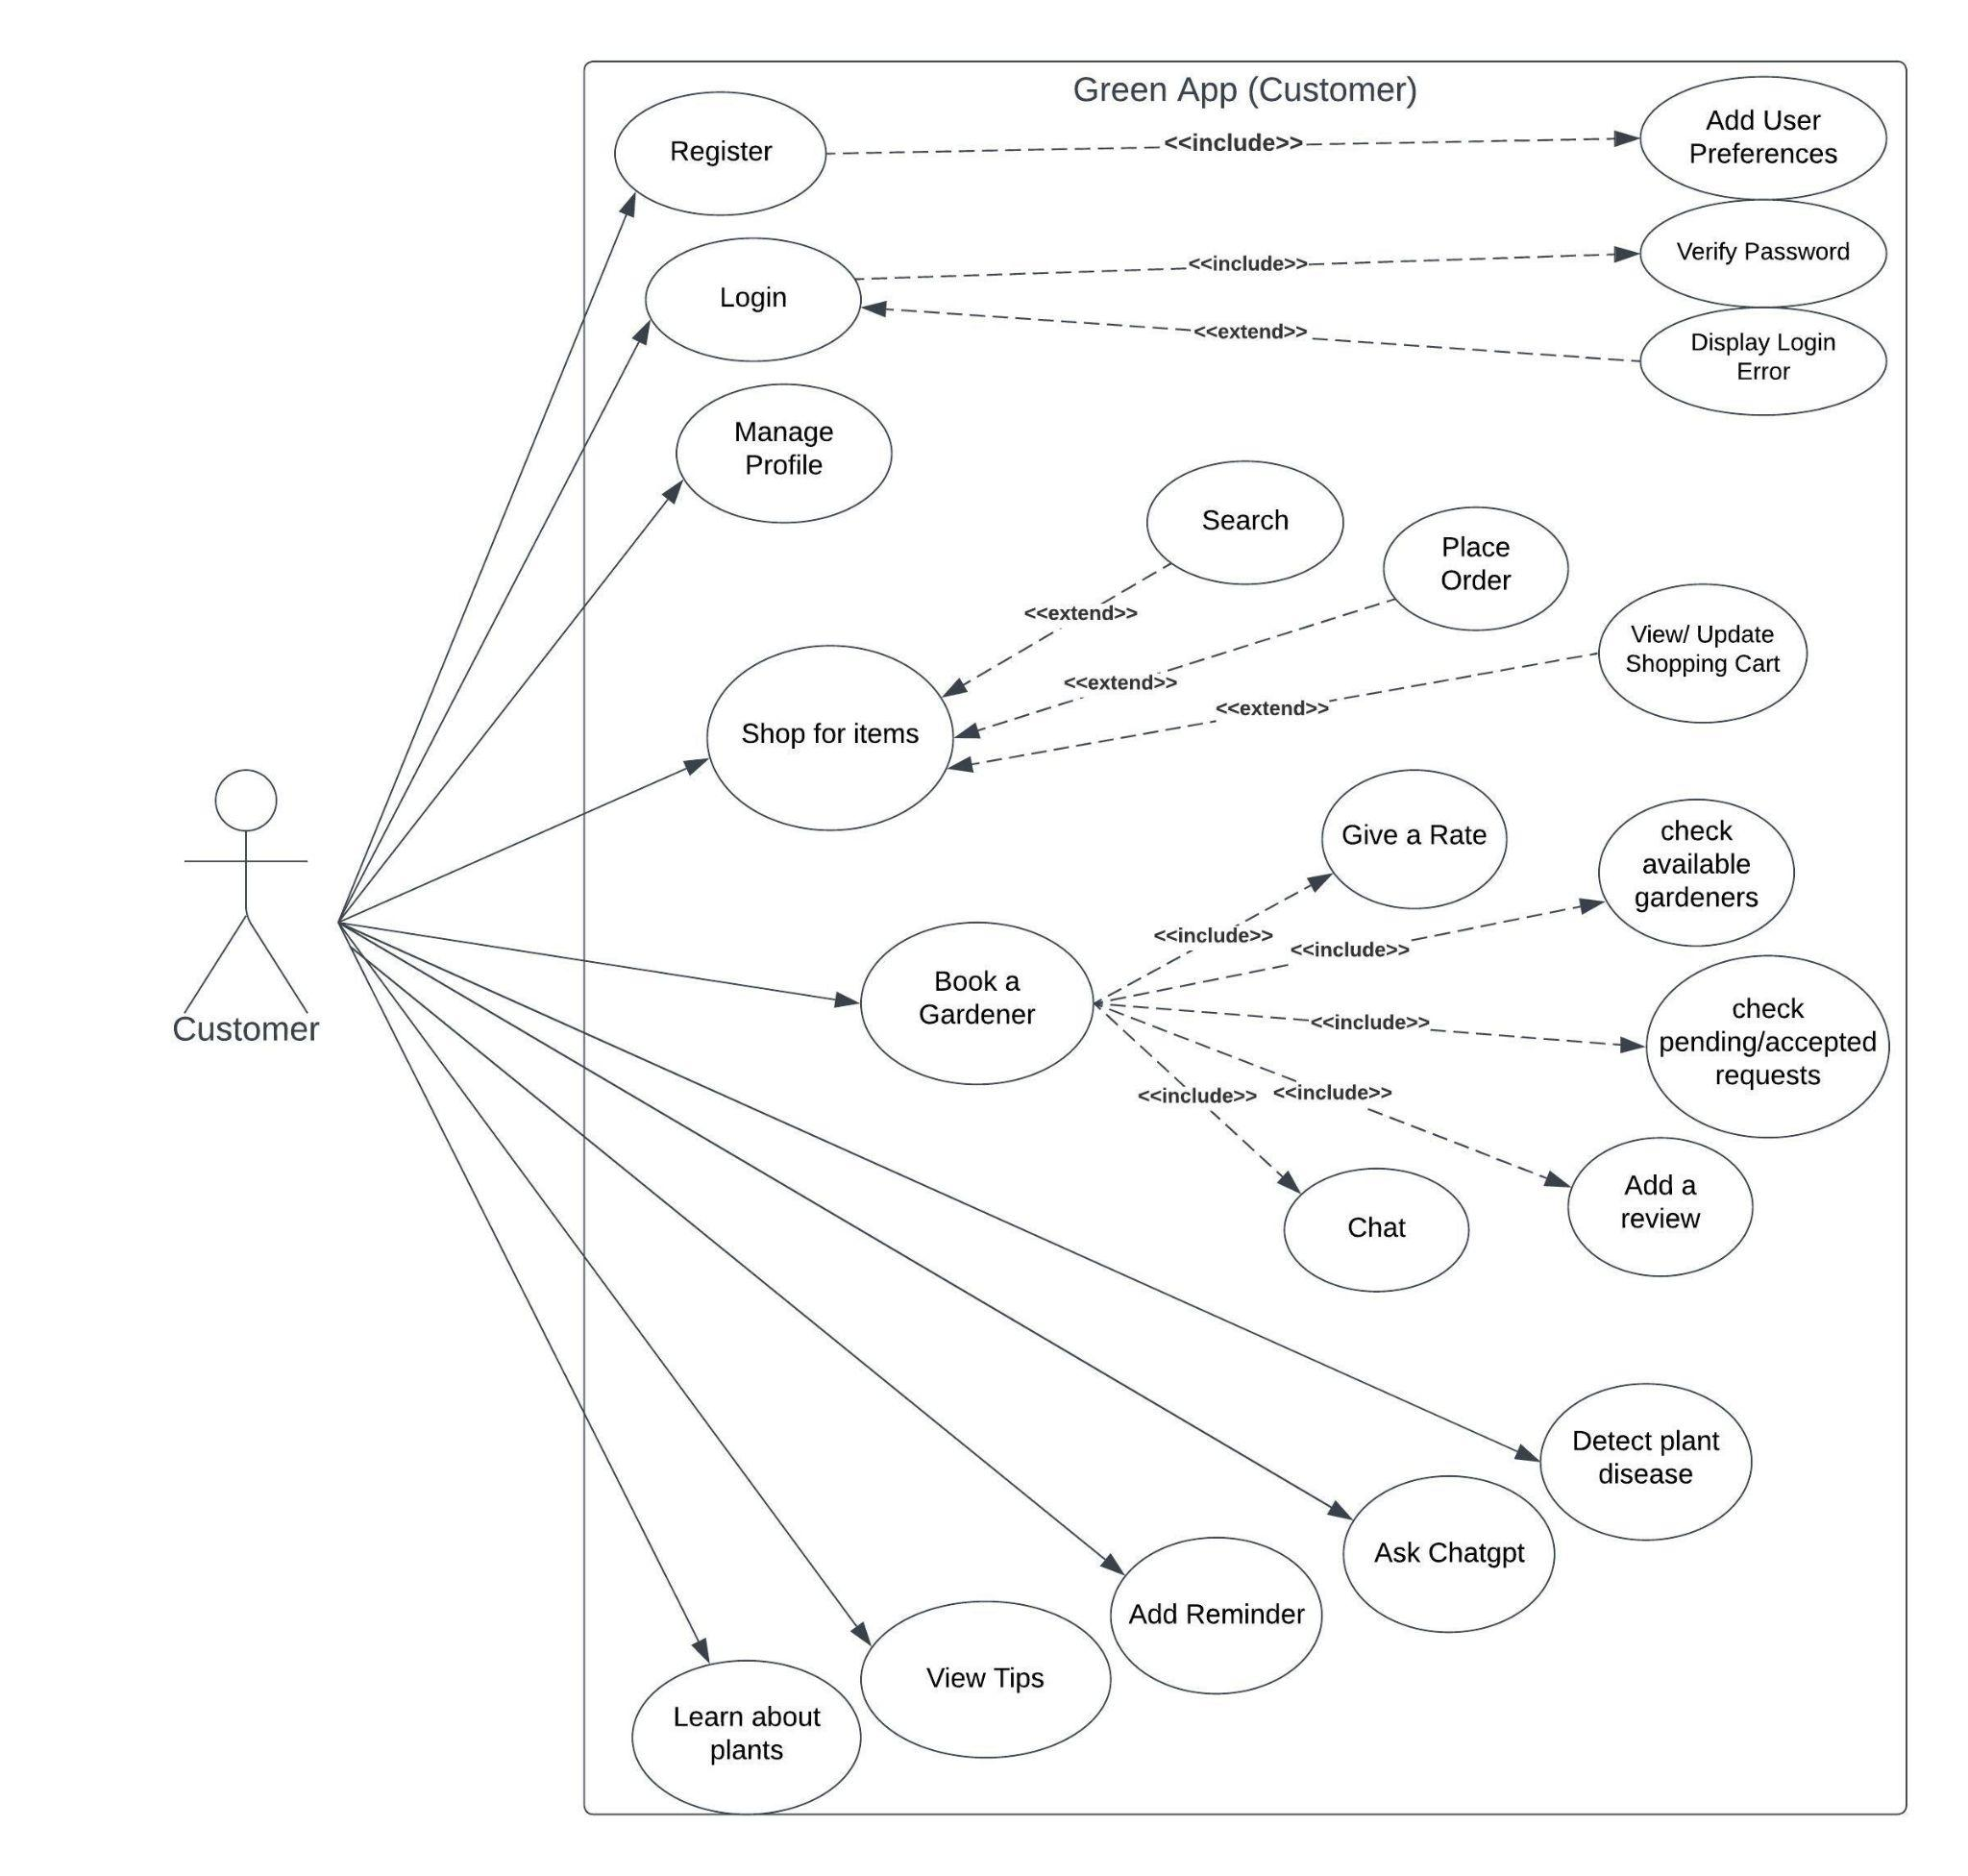 Green App (Customer)
Register
<<include>>
Add User
Preferences
Login
<<include>>
Verify Password
<<extend>>
Display Login
Error
Manage
Profile
Search
Place
Order
<<extend>>
View/ Update
Shopping Cart
<<extend>>
<<extend>>
Shop for items
Give a Rate
check
available
gardeners
<<include>>
<<include>>
Book a
Gardener
<<include>>
check
pending/accepted
requests
Customer
<<include>>
<<include>>
Add a
review
Chat
Detect plant
disease
Ask Chatgpt
Add Reminder
View Tips
Learn about
plants